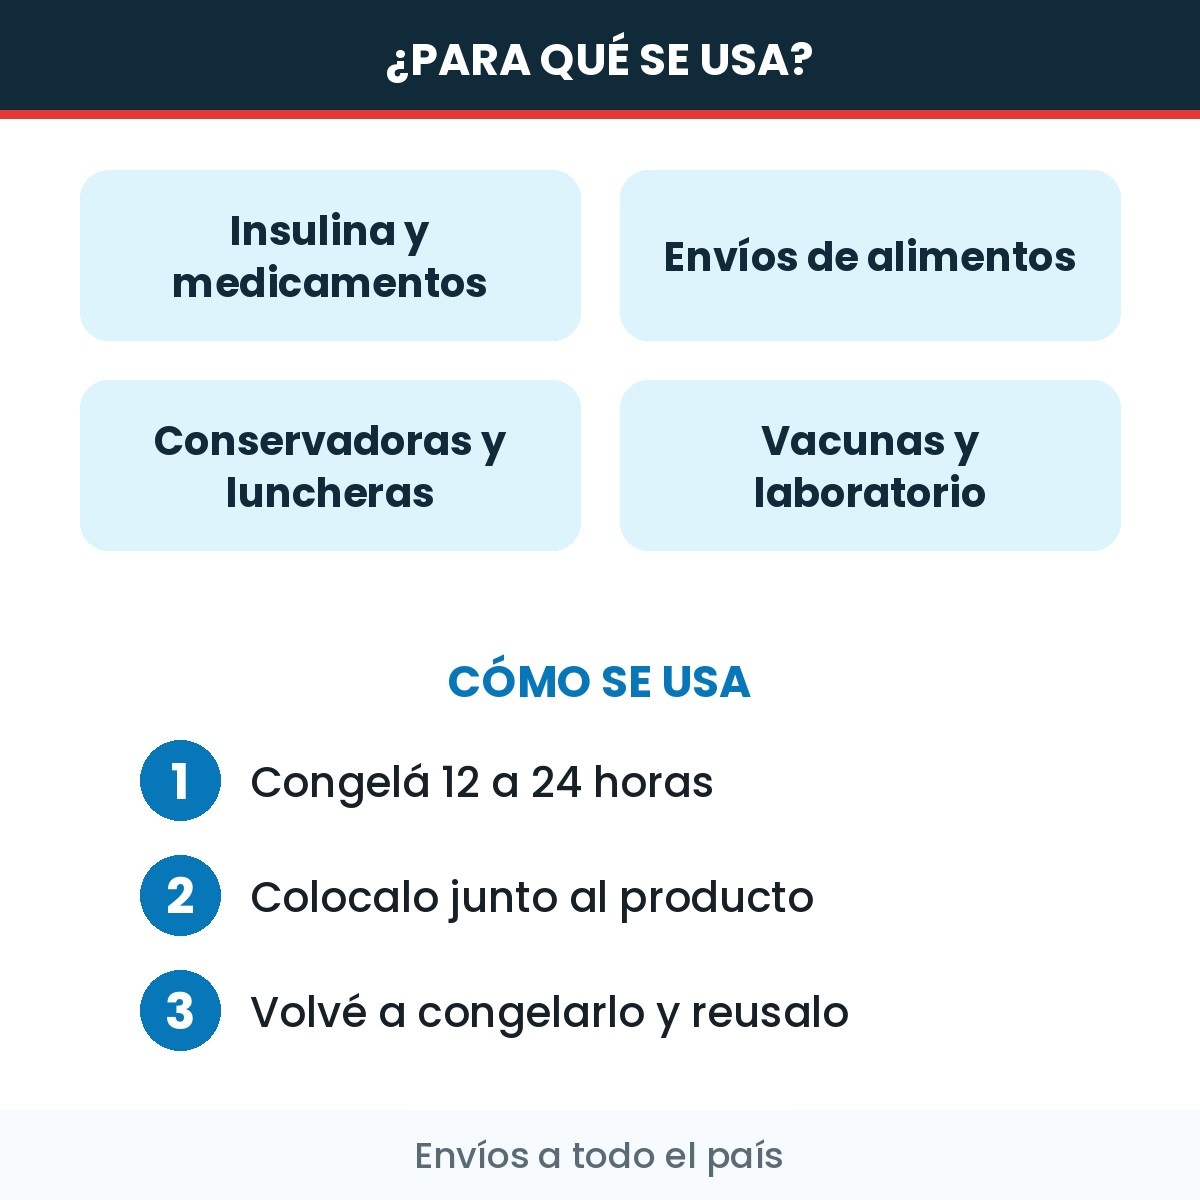 ¿PARA QUÉ SE USA?
Insulina y
medicamentos
Envíos de alimentos
Conservadoras y
luncheras
Vacunas y
laboratorio
CÓMO SE USA
1 Congelá 12 a 24 horas
2 Colocalo junto al producto
3 Volvé a congelarlo y reusalo
Envíos a todo el país